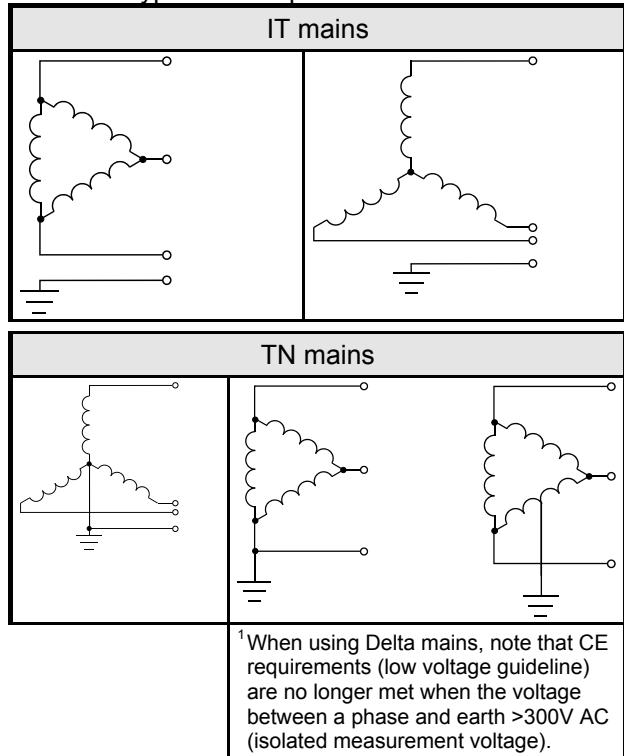 IT mains
TN mains
¹When using Delta mains, note that CE
requirements (low voltage guideline)
are no longer met when the voltage
between a phase and earth >300V AC
(isolated measurement voltage).